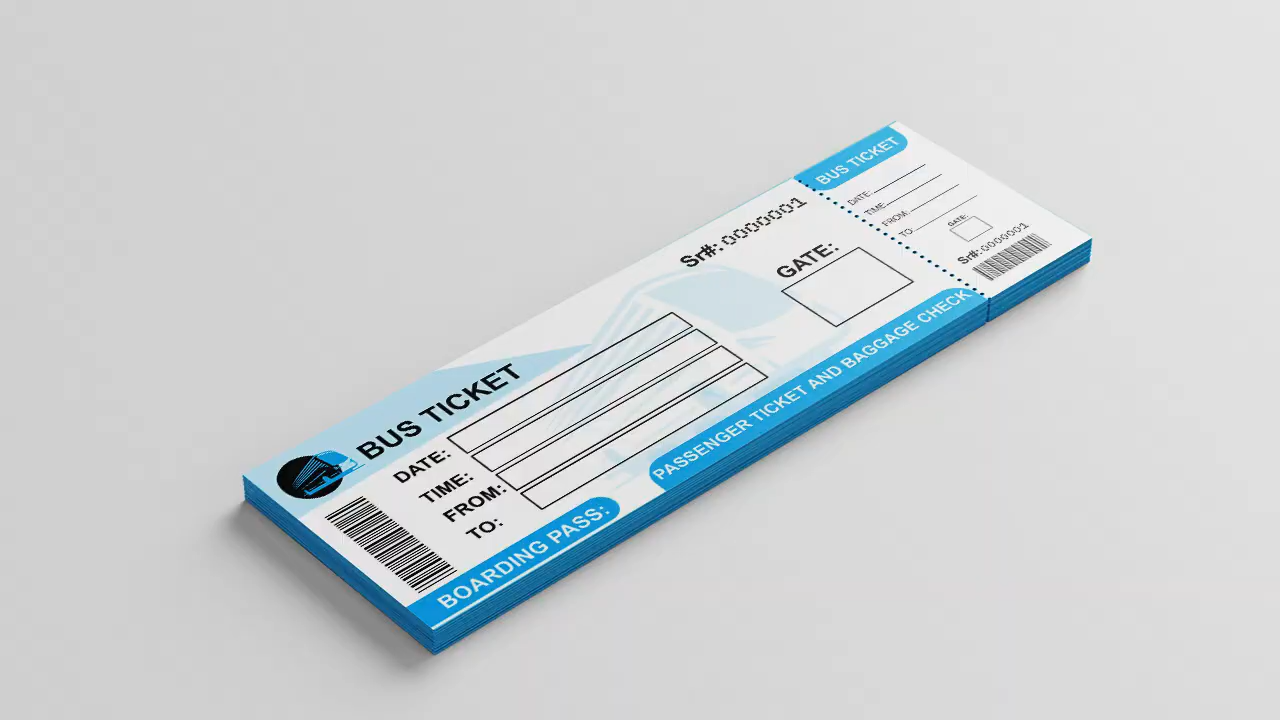 BUS TICKET
Sr#: 0000001
DATE:
TIME:
FROM:
TO:
GATE:
BOARDING PASS:
PASSENGER TICKET AND BAGGAGE CHECK
BUS TICKET
DATE:
TIME
FROM:
TO:
GATE:
Sr#: 0000001